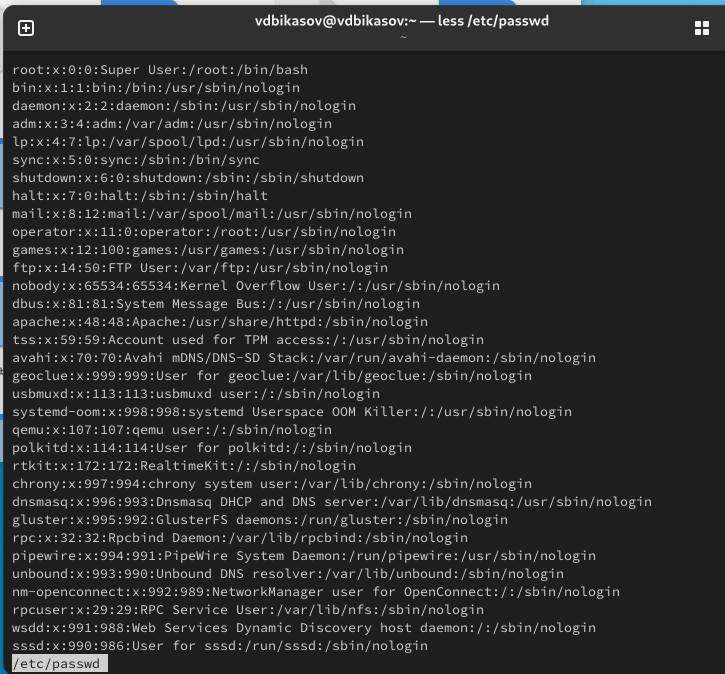 vdbikasov@vdbikasov:~ — less /etc/passwd
~
root:x:0:0:Super User:/root:/bin/bash
bin:x:1:1:bin:/bin:/usr/sbin/nologin
daemon:x:2:2:daemon:/sbin:/usr/sbin/nologin
adm:x:3:4:adm:/var/adm:/usr/sbin/nologin
lp:x:4:7:lp:/var/spool/lpd:/usr/sbin/nologin
sync:x:5:0:sync:/sbin:/bin/sync
shutdown:x:6:0:shutdown:/sbin:/sbin/shutdown
halt:x:7:0:halt:/sbin:/sbin/halt
mail:x:8:12:mail:/var/spool/mail:/usr/sbin/nologin
operator:x:11:0:operator:/root:/usr/sbin/nologin
games:x:12:100:games:/usr/games:/usr/sbin/nologin
ftp:x:14:50:FTP User:/var/ftp:/usr/sbin/nologin
nobody:x:65534:65534:Kernel Overflow User:/:/usr/sbin/nologin
dbus:x:81:81:System Message Bus:/:/usr/sbin/nologin
apache:x:48:48:Apache:/usr/share/httpd:/sbin/nologin
tss:x:59:59:Account used for TPM access:/:/usr/sbin/nologin
avahi:x:70:70:Avahi mDNS/DNS-SD Stack:/var/run/avahi-daemon:/sbin/nologin
geoclue:x:999:999:User for geoclue:/var/lib/geoclue:/sbin/nologin
usbmuxd:x:113:113:usbmuxd user:/:/sbin/nologin
systemd-oom:x:998:998:systemd Userspace OOM Killer:/:/usr/sbin/nologin
qemu:x:107:107:qemu user:/:/sbin/nologin
polkitd:x:114:114:User for polkitd:/:/sbin/nologin
rtkit:x:172:172:RealtimeKit:/:/sbin/nologin
chrony:x:997:994:chrony system user:/var/lib/chrony:/sbin/nologin
dnsmasq:x:996:993:Dnsmasq DHCP and DNS server:/var/lib/dnsmasq:/usr/sbin/nologin
gluster:x:995:992:GlusterFS daemons:/run/gluster:/sbin/nologin
rpc:x:32:32:Rpcbind Daemon:/var/lib/rpcbind:/sbin/nologin
pipewire:x:994:991:PipeWire System Daemon:/run/pipewire:/usr/sbin/nologin
unbound:x:993:990:Unbound DNS resolver:/var/lib/unbound:/sbin/nologin
nm-openconnect:x:992:989:NetworkManager user for OpenConnect:/:/sbin/nologin
rpcuser:x:29:29:RPC Service User:/var/lib/nfs:/sbin/nologin
wsdd:x:991:988:Web Services Dynamic Discovery host daemon:/:/sbin/nologin
sssd:x:990:986:User for sssd:/run/sssd:/sbin/nologin
/etc/passwd